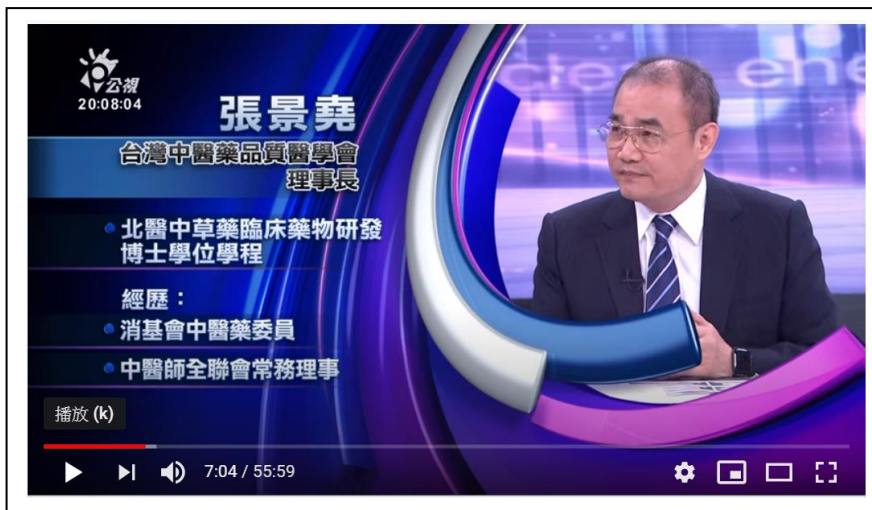 公視
20:08:04
張景堯
台灣中醫藥品質醫學會
理事長
北醫中草藥臨床藥物研發
博士學位學程
經歷：
消基會中醫藥委員
中醫師全聯會常務理事
播放 (k)
7:04 / 55:59